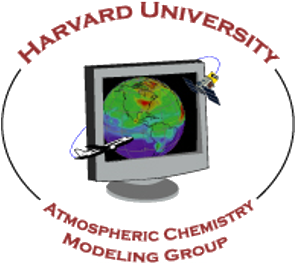 HARVARD UNIVERSITY
ATMOSPHERIC CHEMISTRY
MODELING GROUP